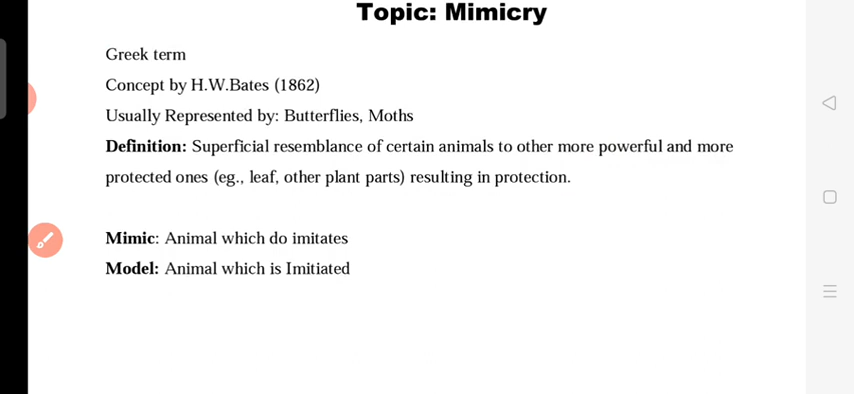 Topic: Mimicry
Greek term
Concept by H.W.Bates (1862)
Usually Represented by: Butterflies, Moths
Definition: Superficial resemblance of certain animals to other more powerful and more
protected ones (eg., leaf, other plant parts) resulting in protection.
Mimic: Animal which do imitates
Model: Animal which is Imitiated